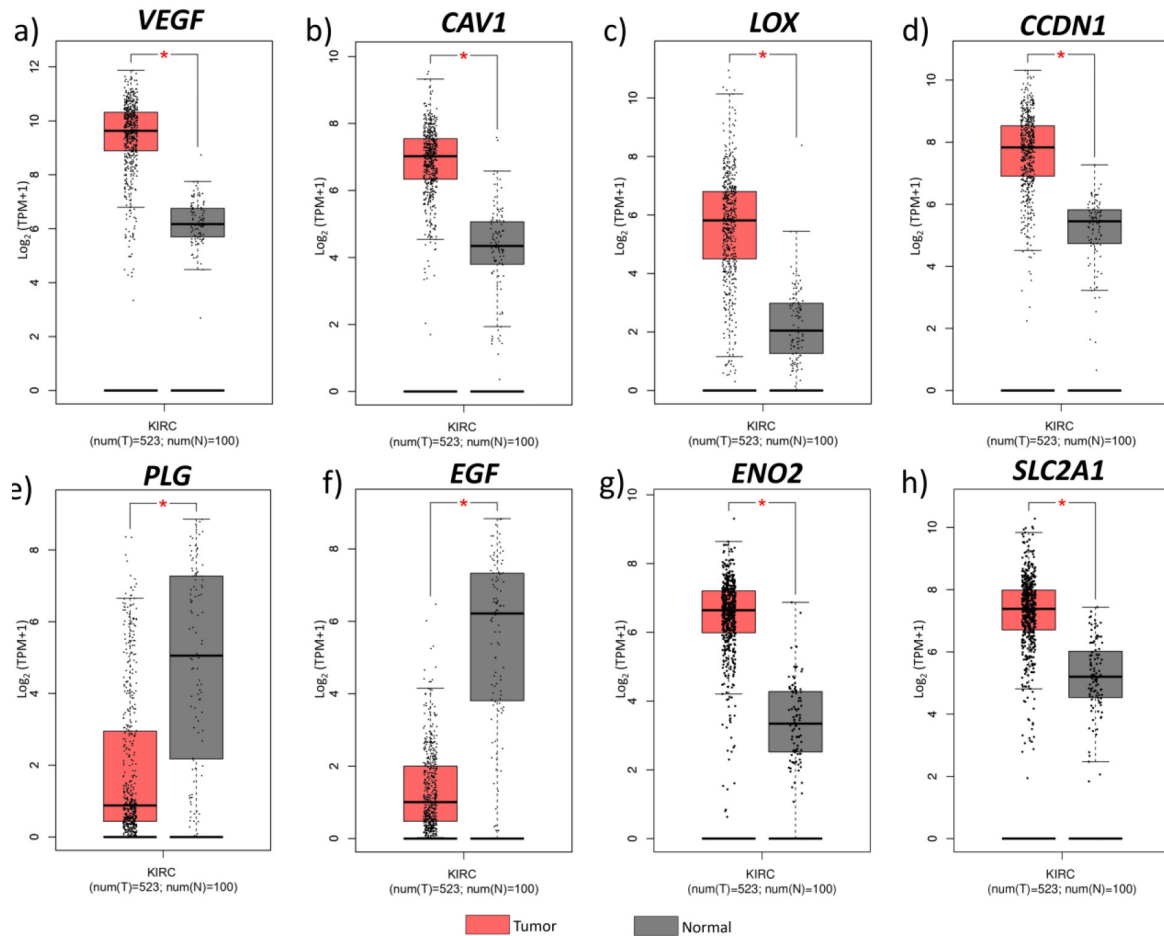 a) VEGF
*
Log₂ (TPM+1)
12
10
8
6
4
2
0
KIRC
(num(T)=523; num(N)=100)
b) CAV1
*
Log₂ (TPM+1)
10
8
6
4
2
0
KIRC
(num(T)=523; num(N)=100)
c) LOX
*
Log₂ (TPM+1)
10
8
6
4
2
0
KIRC
(num(T)=523; num(N)=100)
d) CCDN1
*
Log₂ (TPM+1)
10
8
6
4
2
0
KIRC
(num(T)=523; num(N)=100)
e) PLG
*
Log₂ (TPM+1)
8
6
4
2
0
KIRC
(num(T)=523; num(N)=100)
f) EGF
*
Log₂ (TPM+1)
8
6
4
2
0
KIRC
(num(T)=523; num(N)=100)
g) ENO2
*
Log₂ (TPM+1)
10
8
6
4
2
0
KIRC
(num(T)=523; num(N)=100)
h) SLC2A1
*
Log₂ (TPM+1)
10
8
6
4
2
0
KIRC
(num(T)=523; num(N)=100)
Tumor
Normal